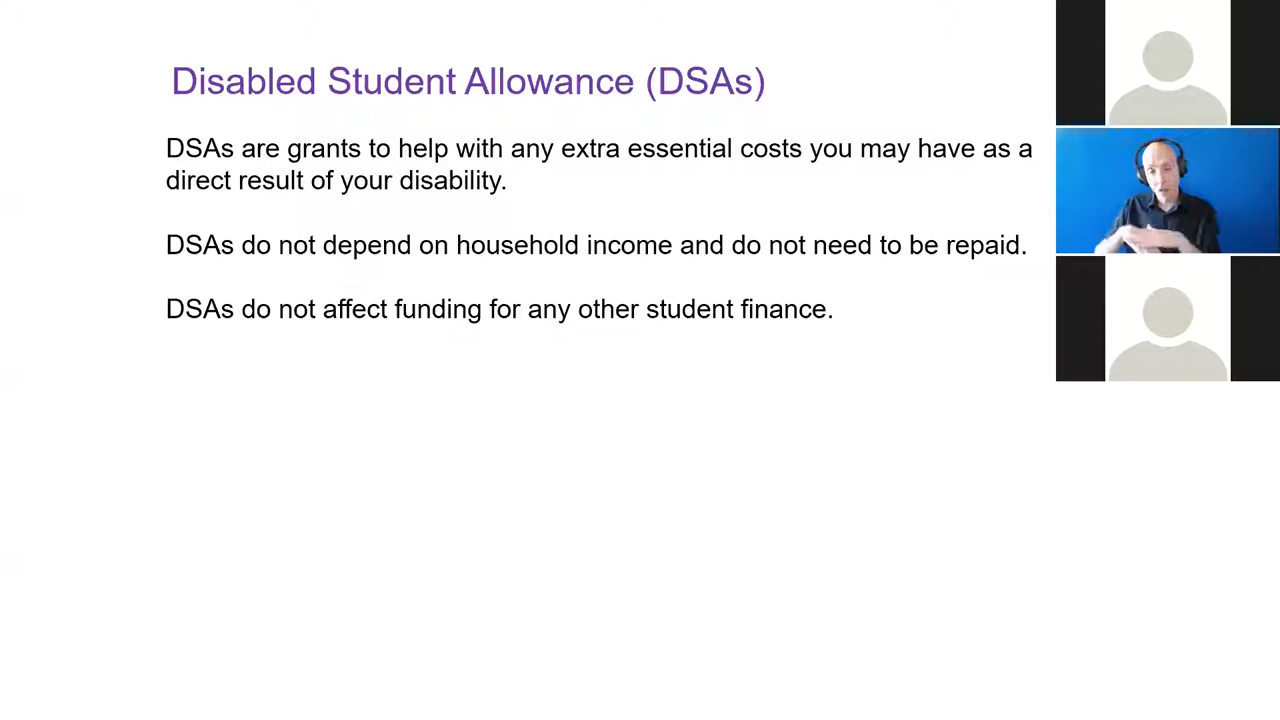 Disabled Student Allowance (DSAs)
DSAs are grants to help with any extra essential costs you may have as a
direct result of your disability.
DSAs do not depend on household income and do not need to be repaid.
DSAs do not affect funding for any other student finance.